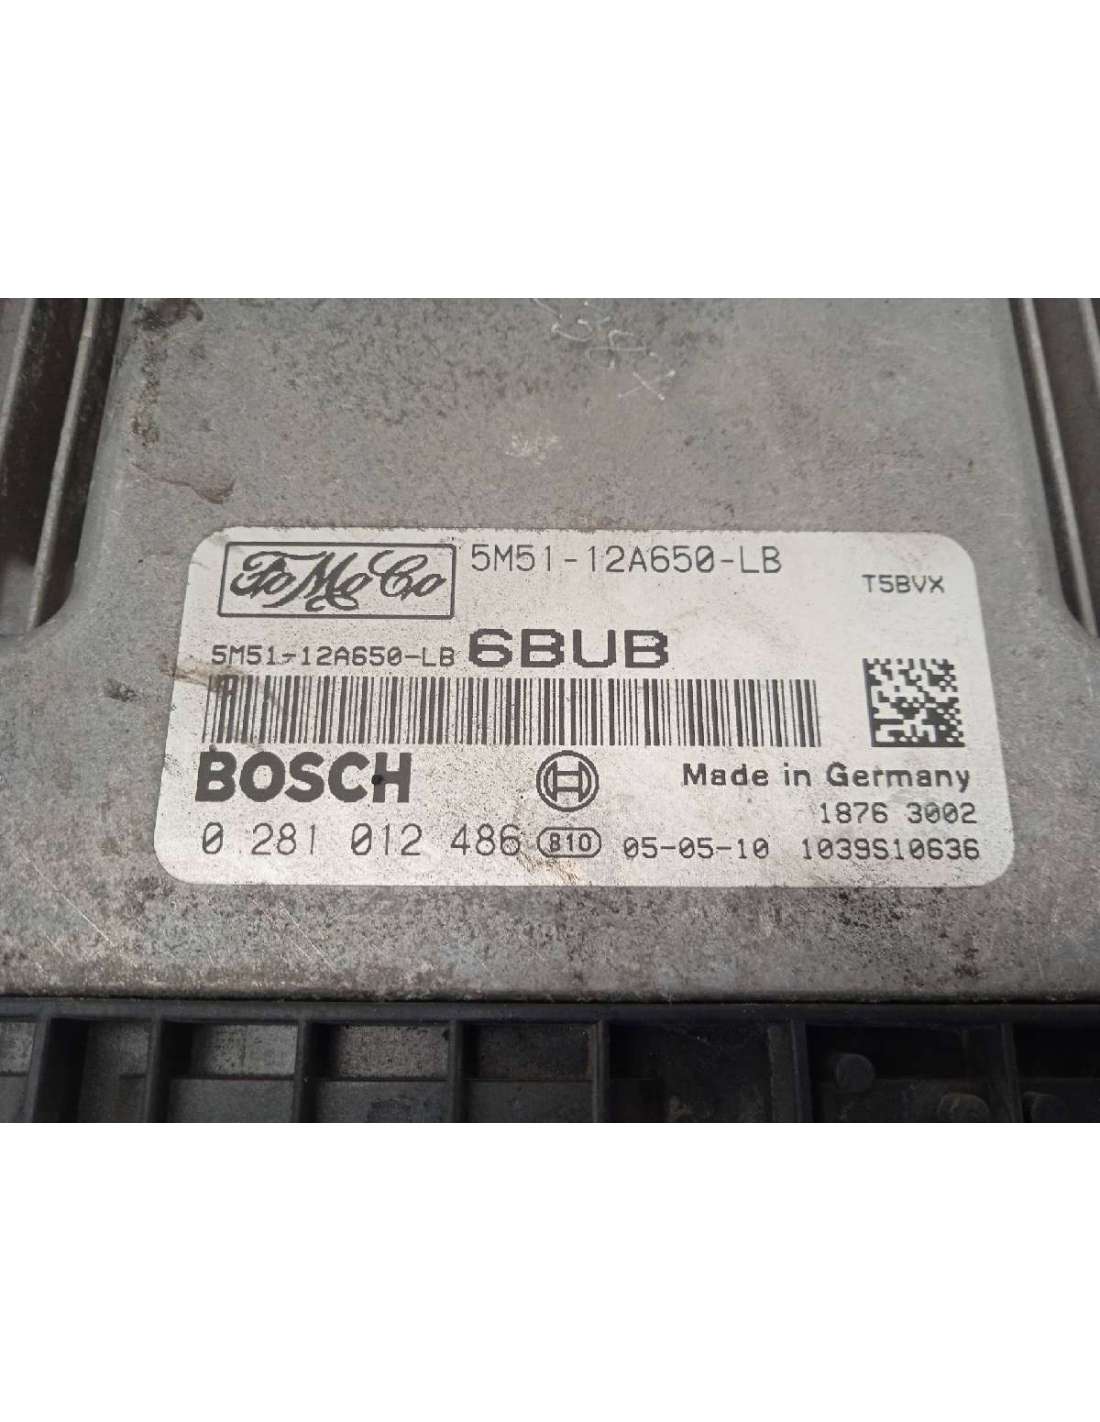 FoMoCo 5M51-12A650-LB
T5BVX
5M51-12A650-LB 6BUB
BOSCH
Made in Germany
1876 3002
0 281 012 486 810 05-05-10 1039S10636